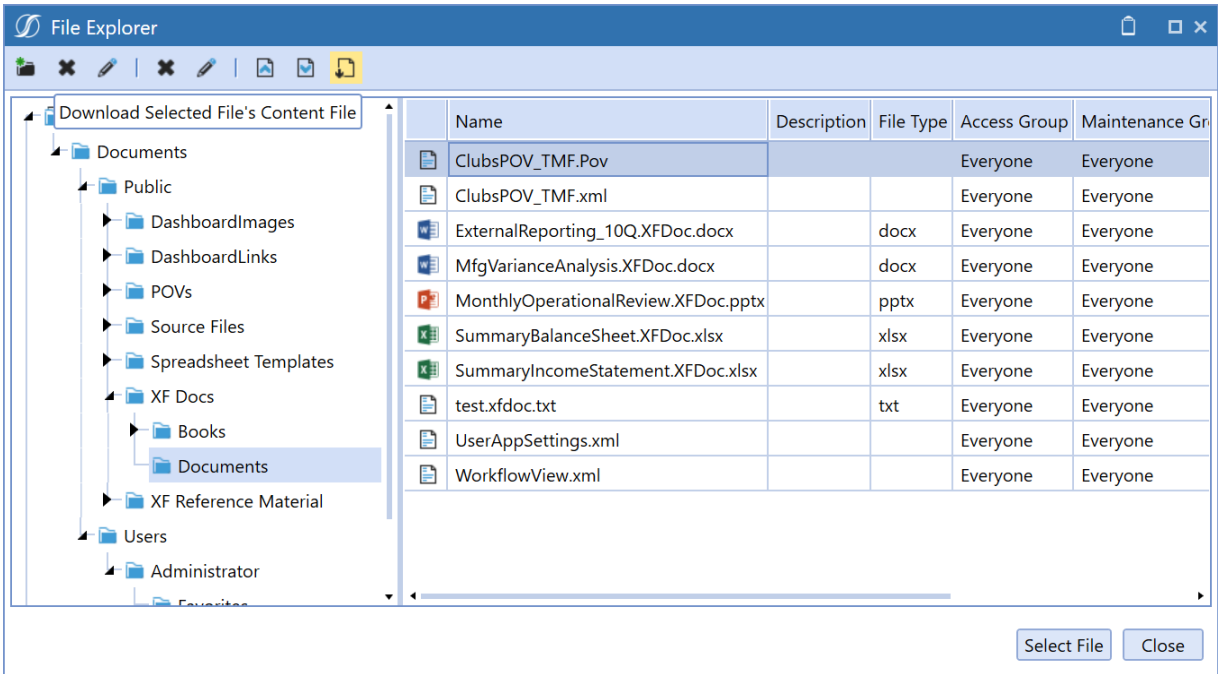 File Explorer
Download Selected File's Content File
Documents
Public
DashboardImages
DashboardLinks
POVs
Source Files
Spreadsheet Templates
XF Docs
Books
Documents
XF Reference Material
Users
Administrator
Name Description File Type Access Group Maintenance Gr
ClubsPOV_TMF.Pov Everyone Everyone
ClubsPOV_TMF.xml Everyone Everyone
ExternalReporting_10Q.XFDoc.docx docx Everyone Everyone
MfgVarianceAnalysis.XFDoc.docx docx Everyone Everyone
MonthlyOperationalReview.XFDoc.pptx pptx Everyone Everyone
SummaryBalanceSheet.XFDoc.xlsx xlsx Everyone Everyone
SummaryIncomeStatement.XFDoc.xlsx xlsx Everyone Everyone
test.xfdoc.txt txt Everyone Everyone
UserAppSettings.xml Everyone Everyone
WorkflowView.xml Everyone Everyone
Select File Close